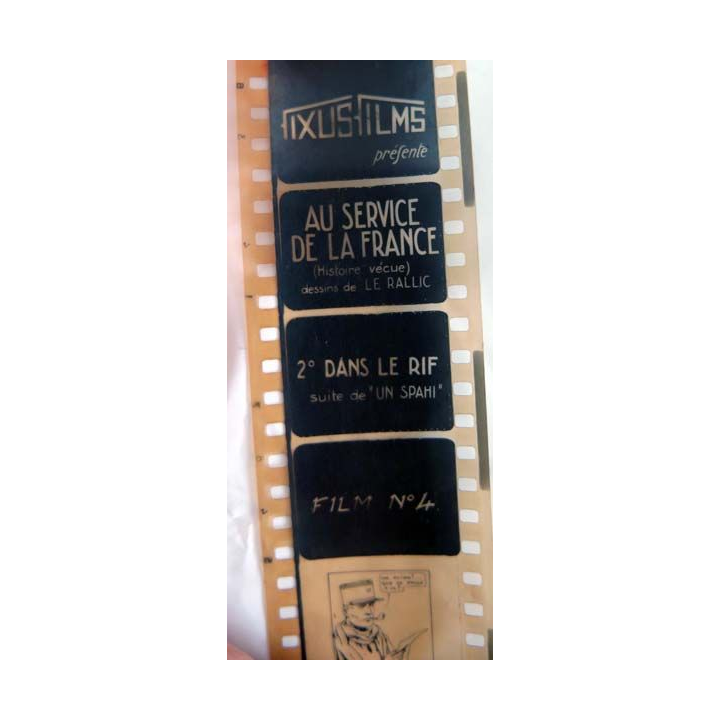 FIXUS FILMS
présente
AU SERVICE
DE LA FRANCE
(Histoire vécue)
dessins de LE RALLIC
2° DANS LE RIF
suite de "UN SPAHI"
FILM N°4